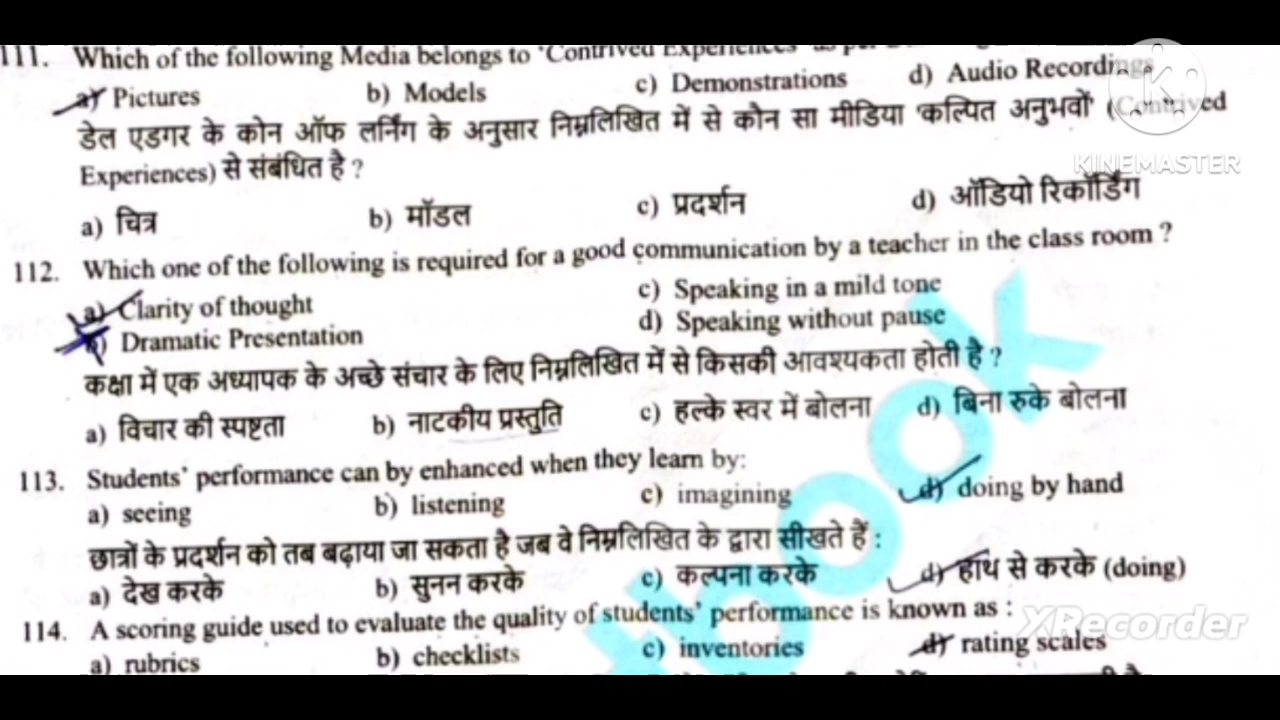 111. Which of the following Media belongs to 'Contrived Experiences' as per
a) Pictures b) Models c) Demonstrations d) Audio Recordings
डेल एडगर के कोन ऑफ लर्निंग के अनुसार निम्नलिखित में से कौन सा मीडिया 'कल्पित अनुभवों' (Contrived
Experiences) से संबंधित है ?
KINEMASTER
a) चित्र b) मॉडल c) प्रदर्शन d) ऑडियो रिकॉर्डिंग
112. Which one of the following is required for a good communication by a teacher in the class room ?
a) Clarity of thought c) Speaking in a mild tone
b) Dramatic Presentation d) Speaking without pause
कक्षा में एक अध्यापक के अच्छे संचार के लिए निम्नलिखित में से किसकी आवश्यकता होती है ?
a) विचार की स्पष्टता b) नाटकीय प्रस्तुति c) हल्के स्वर में बोलना d) बिना रुके बोलना
113. Students' performance can by enhanced when they learn by:
a) seeing b) listening c) imagining d) doing by hand
छात्रों के प्रदर्शन को तब बढ़ाया जा सकता है जब वे निम्नलिखित के द्वारा सीखते हैं :
a) देख करके b) सुनन करके c) कल्पना करके d) हाथ से करके (doing)
114. A scoring guide used to evaluate the quality of students' performance is known as :
XRecorder
a) rubrics b) checklists c) inventories d) rating scales
tbook